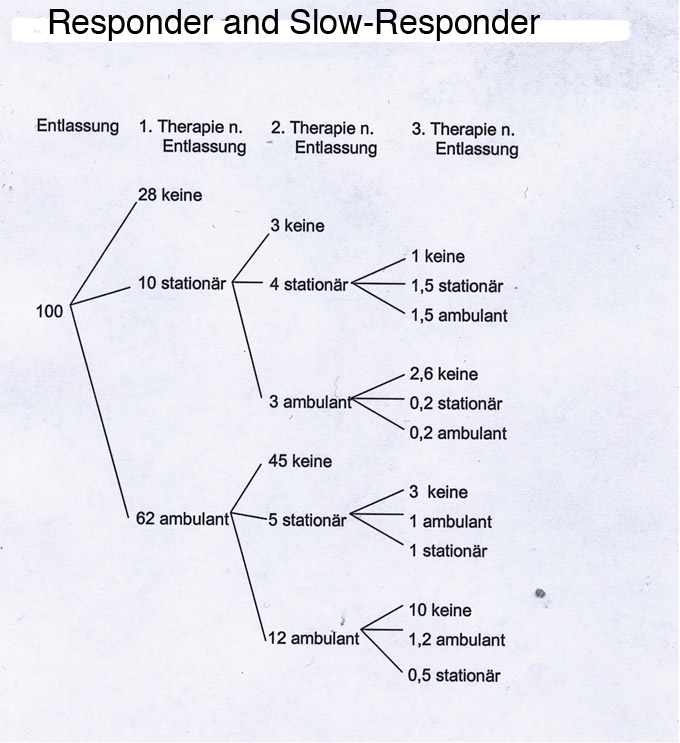 Responder and Slow-Responder
Entlassung 1. Therapie n. 2. Therapie n. 3. Therapie n.
Entlassung Entlassung Entlassung
28 keine
3 keine
1 keine
10 stationär 4 stationär 1,5 stationär
100
1,5 ambulant
2,6 keine
3 ambulant 0,2 stationär
0,2 ambulant
45 keine
3 keine
62 ambulant 5 stationär 1 ambulant
1 stationär
10 keine
12 ambulant 1,2 ambulant
0,5 stationär